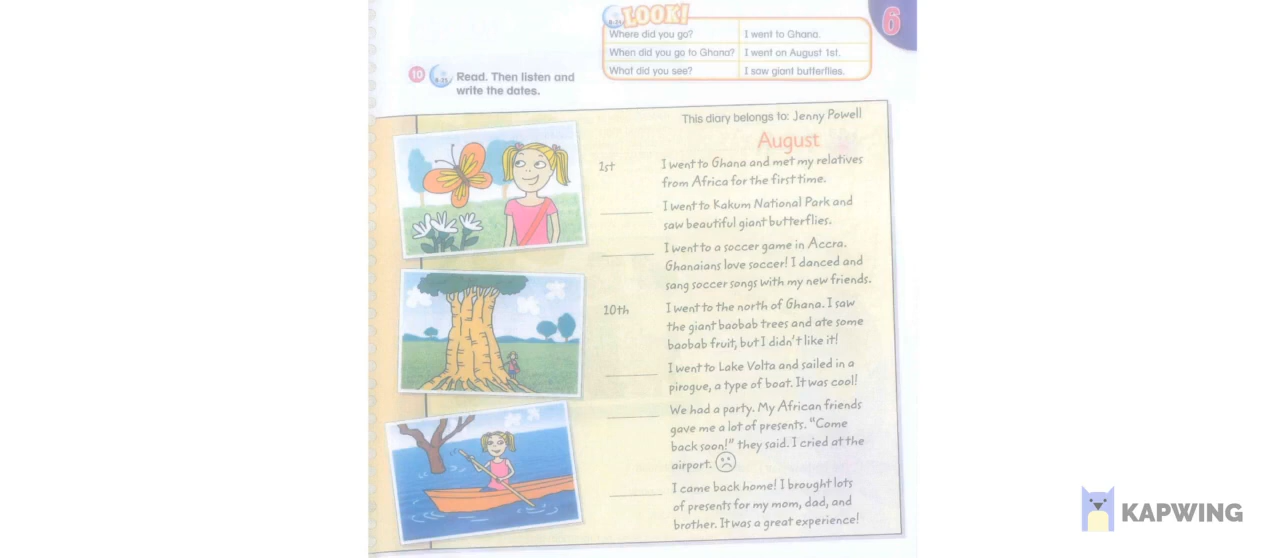 LOOK!
6
Where did you go? I went to Ghana.
When did you go to Ghana? I went on August 1st.
What did you see? I saw giant butterflies.
10 Read. Then listen and
write the dates.
This diary belongs to: Jenny Powell
August
1st I went to Ghana and met my relatives
from Africa for the first time.
I went to Kakum National Park and
saw beautiful giant butterflies.
I went to a soccer game in Accra.
Ghanaians love soccer! I danced and
sang soccer songs with my new friends.
10th I went to the north of Ghana. I saw
the giant baobab trees and ate some
baobab fruit, but I didn't like it!
I went to Lake Volta and sailed in a
pirogue, a type of boat. It was cool!
We had a party. My African friends
gave me a lot of presents. "Come
back soon!" they said. I cried at the
airport.
I came back home! I brought lots
of presents for my mom, dad, and
brother. It was a great experience!
KAPWING